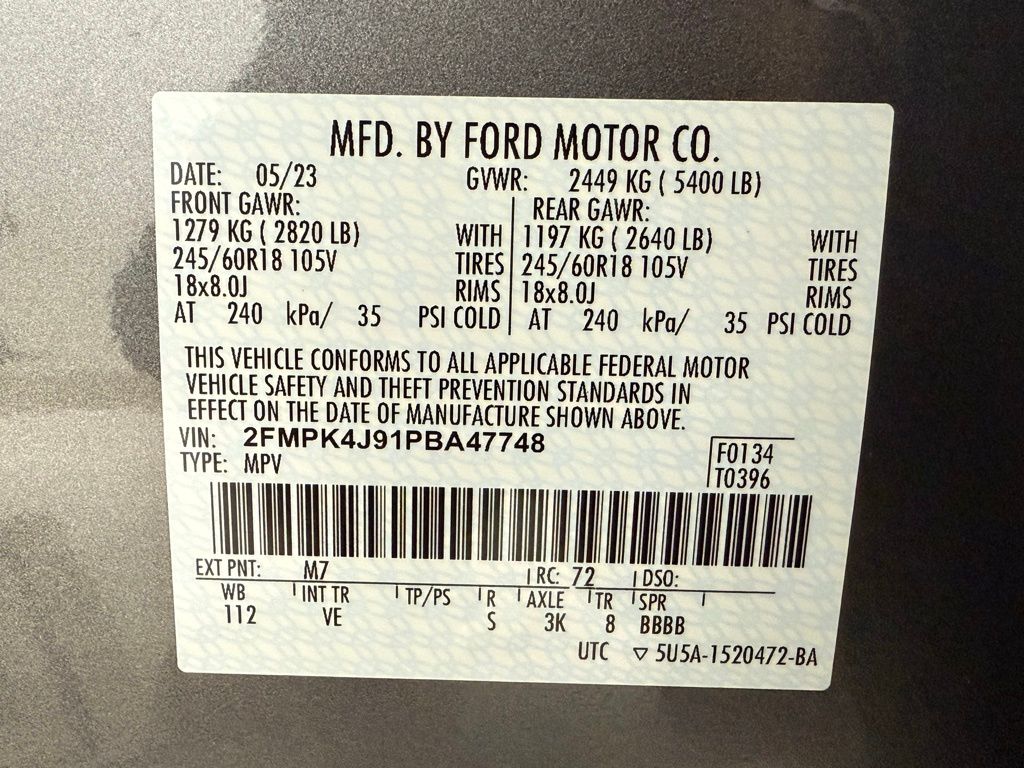 MFD. BY FORD MOTOR CO.
DATE: 05/23 GVWR: 2449 KG ( 5400 LB)
FRONT GAWR: REAR GAWR:
1279 KG ( 2820 LB) WITH 1197 KG ( 2640 LB) WITH
245/60R18 105V TIRES 245/60R18 105V TIRES
18x8.0J RIMS 18x8.0J RIMS
AT 240 kPa/ 35 PSI COLD AT 240 kPa/ 35 PSI COLD
THIS VEHICLE CONFORMS TO ALL APPLICABLE FEDERAL MOTOR
VEHICLE SAFETY AND THEFT PREVENTION STANDARDS IN
EFFECT ON THE DATE OF MANUFACTURE SHOWN ABOVE.
VIN: 2FMPK4J91PBA47748
TYPE: MPV
F0134
T0396
EXT PNT: M7 RC: 72 DSO:
WB INT TR TP/PS R AXLE TR SPR
112 VE S 3K 8 BBBB
UTC ▽ 5U5A-1520472-BA